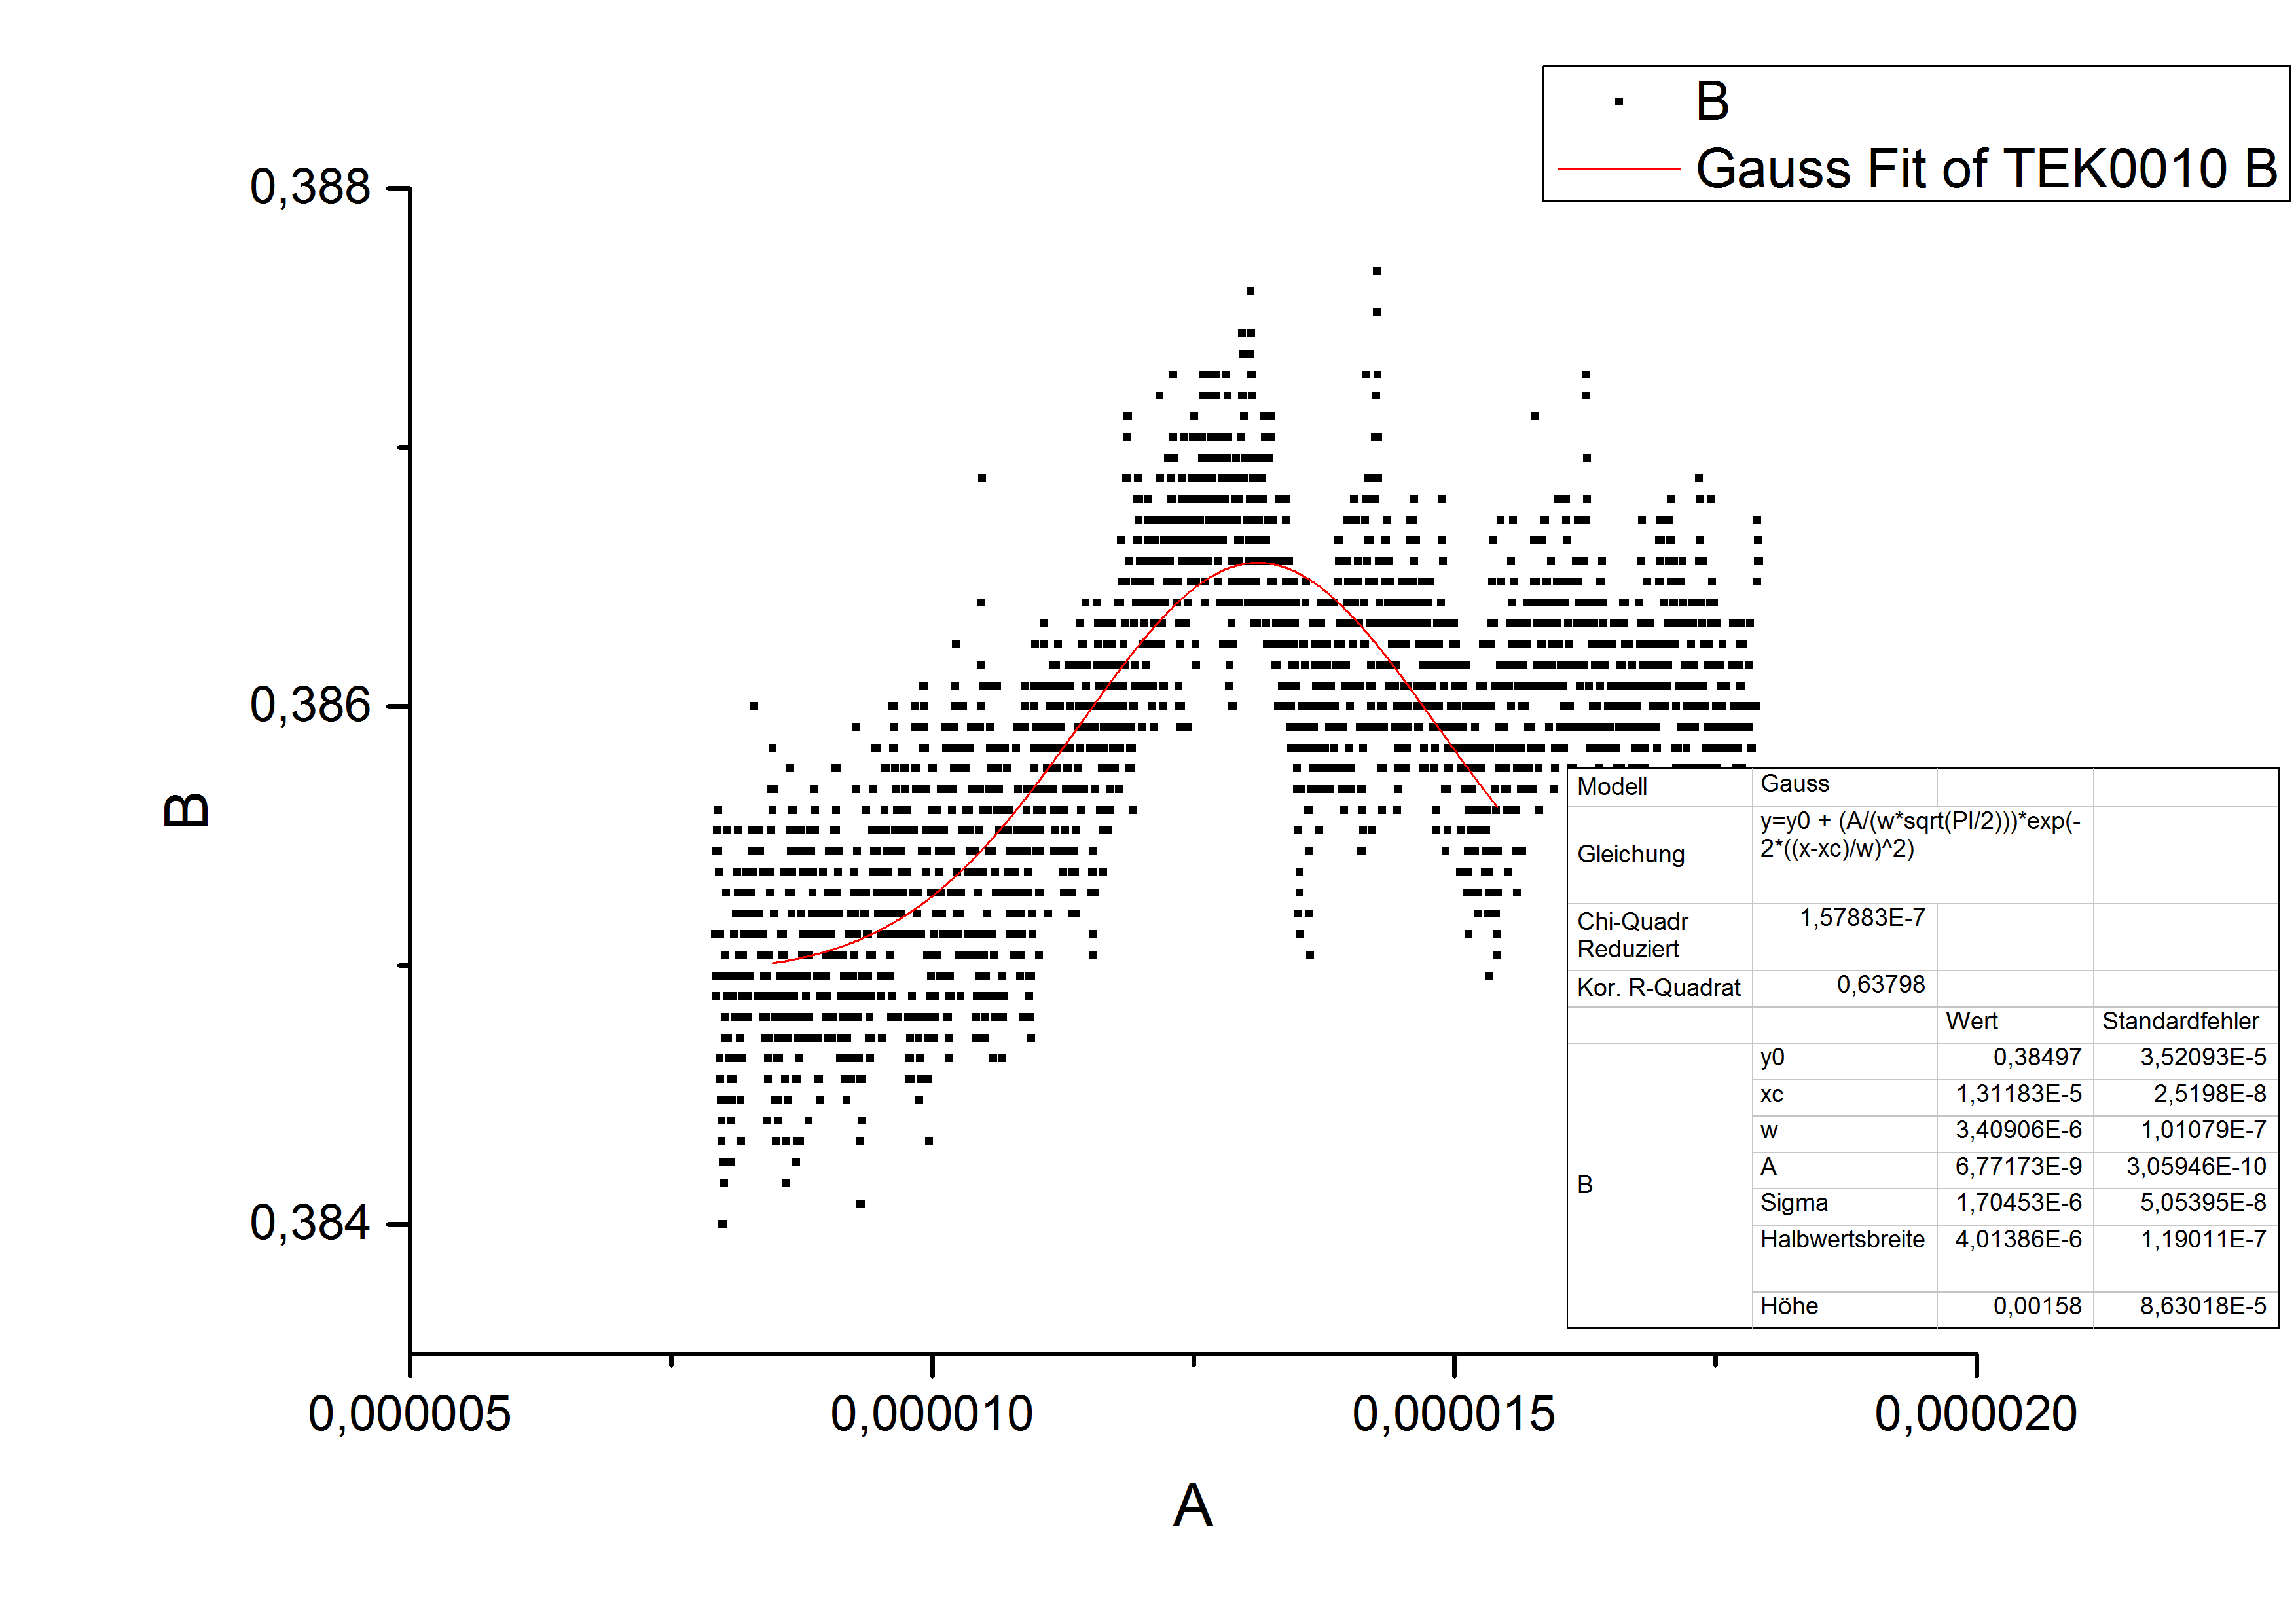 B
Gauss Fit of TEK0010 B
0,388
0,386
0,384
B
0,000005
0,000010
0,000015
0,000020
A
Modell Gauss
Gleichung y=y0 + (A/(w*sqrt(PI/2)))*exp(-
2*((x-xc)/w)^2)
Chi-Quadr
Reduziert 1,57883E-7
Kor. R-Quadrat 0,63798
Wert Standardfehler
B
y0 0,38497 3,52093E-5
xc 1,31183E-5 2,5198E-8
w 3,40906E-6 1,01079E-7
A 6,77173E-9 3,05946E-10
Sigma 1,70453E-6 5,05395E-8
Halbwertsbreite 4,01386E-6 1,19011E-7
Höhe 0,00158 8,63018E-5